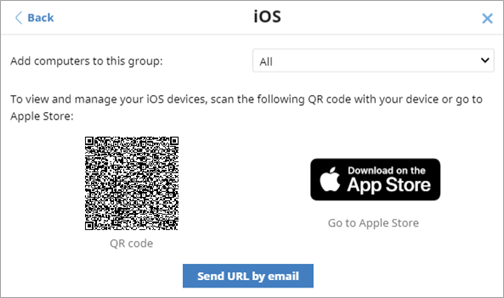 Back
iOS
Add computers to this group:
All
To view and manage your iOS devices, scan the following QR code with your device or go to
Apple Store:
Download on the
App Store
QR code
Go to Apple Store
Send URL by email